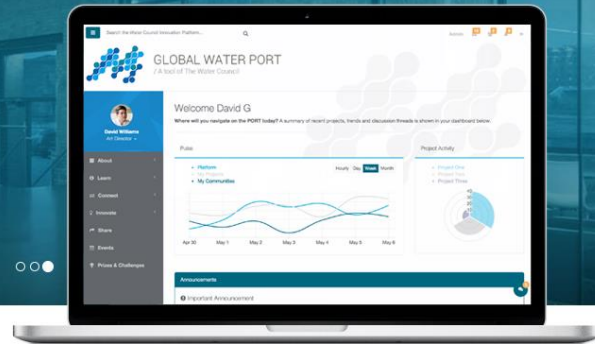 Search the Water Council Innovation Platform...
GLOBAL WATER PORT
/ A tool of The Water Council
David Williams
Art Director
Welcome David G
Where will you navigate on the PORT today? A summary of recent projects, trends and discussion threads is shown in your dashboard below.
Pulse
Platform
My Projects
My Communities
Hourly Day Week Month
Apr 30 May 1 May 2 May 3 May 4 May 5 May 6
Project Activity
Project One
Project Two
Project Three
About
Learn
Connect
Innovate
Share
Events
Prizes & Challenges
Announcements
Important Announcement